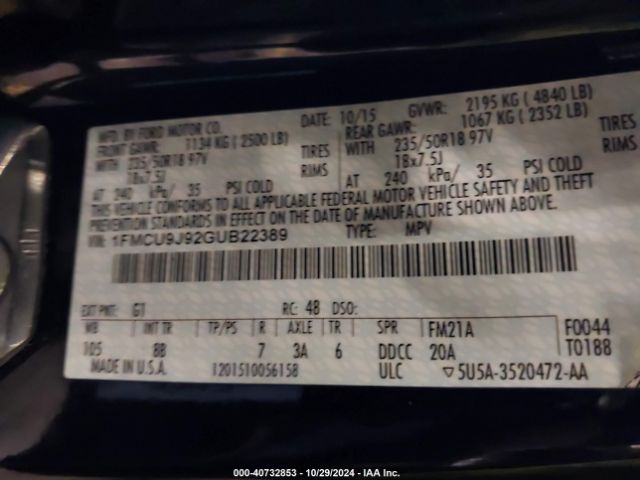 MFD. BY FORD MOTOR CO.
DATE: 10/15 GVWR: 2195 KG ( 4840 LB)
FRONT GAWR: 1134 KG ( 2500 LB)
REAR GAWR: 1067 KG ( 2352 LB)
WITH 235/50R18 97V TIRES
WITH 235/50R18 97V TIRES
18x7.5J RIMS
18x7.5J RIMS
AT 240 kPa/ 35 PSI COLD
AT 240 kPa/ 35 PSI COLD
THIS VEHICLE CONFORMS TO ALL APPLICABLE FEDERAL MOTOR VEHICLE SAFETY AND THEFT
PREVENTION STANDARDS IN EFFECT ON THE DATE OF MANUFACTURE SHOWN ABOVE.
VIN: 1FMCU9J92GUB22389
TYPE: MPV
EXT PNT: G1 RC: 48 DSO:
WB INT TR TP/PS R AXLE TR SPR FM21A F0044
105 8B 7 3A 6 DDCC 20A T0188
MADE IN U.S.A. 1201510056158 ULC ▽5U5A-3520472-AA
000-40732853 - 10/29/2024 - IAA Inc.